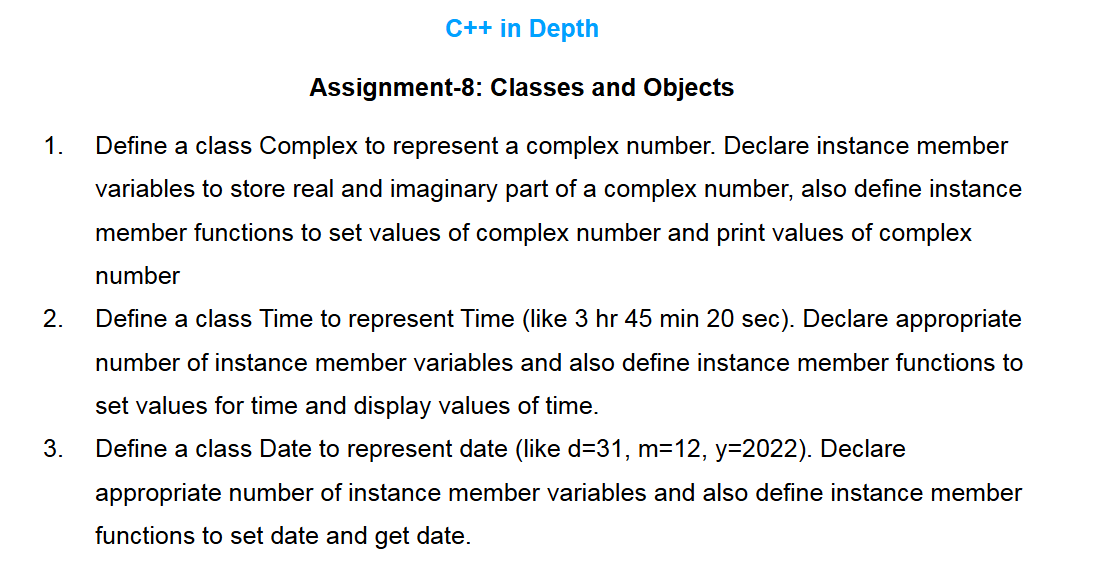 C++ in Depth
Assignment-8: Classes and Objects
1. Define a class Complex to represent a complex number. Declare instance member
variables to store real and imaginary part of a complex number, also define instance
member functions to set values of complex number and print values of complex
number
2. Define a class Time to represent Time (like 3 hr 45 min 20 sec). Declare appropriate
number of instance member variables and also define instance member functions to
set values for time and display values of time.
3. Define a class Date to represent date (like d=31, m=12, y=2022). Declare
appropriate number of instance member variables and also define instance member
functions to set date and get date.